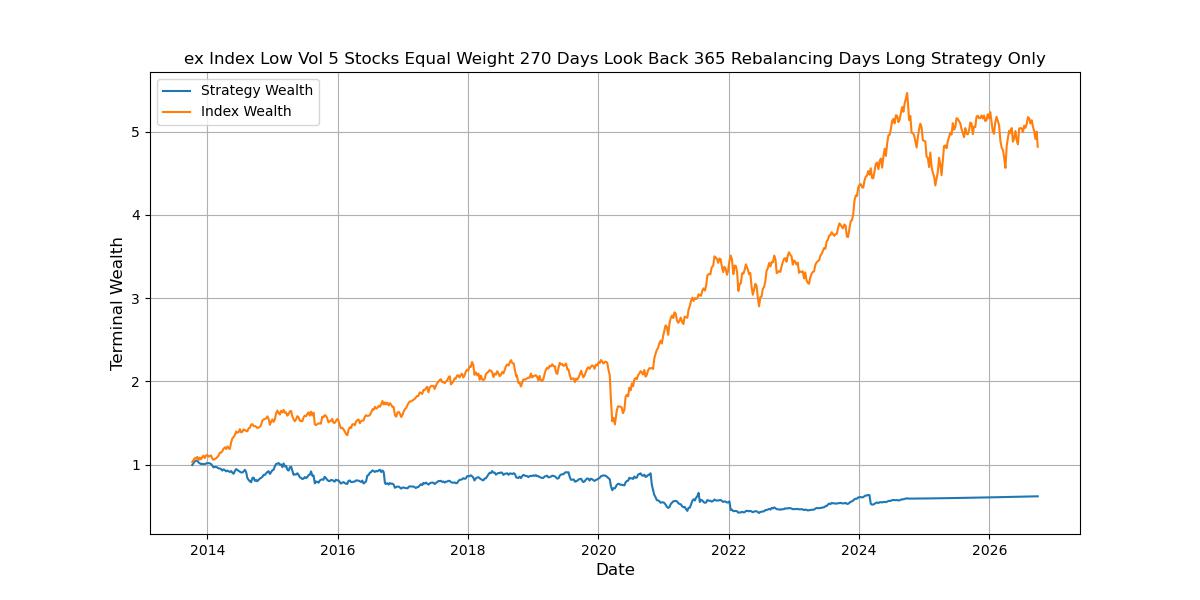 ex Index Low Vol 5 Stocks Equal Weight 270 Days Look Back 365 Rebalancing Days Long Strategy Only
Strategy Wealth
Index Wealth
Terminal Wealth
5
4
3
2
1
2014 2016 2018 2020 2022 2024 2026
Date